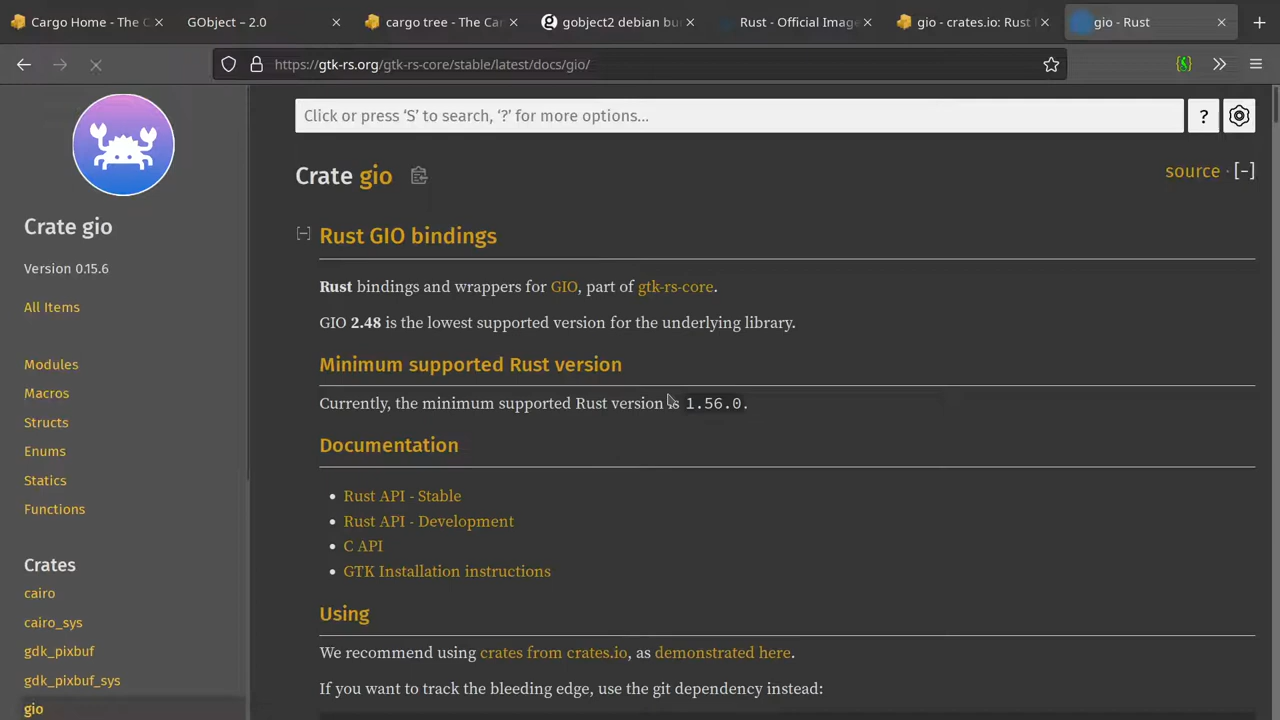 Cargo Home - The C
GObject – 2.0
cargo tree - The Car
gobject2 debian bu
Rust - Official Imag
gio - crates.io: Rust
gio - Rust
https://gtk-rs.org/gtk-rs-core/stable/latest/docs/gio/
Click or press ‘S’ to search, ‘?’ for more options…
?
Crate gio
source · [-]
Crate gio
Version 0.15.6
All Items
Modules
Macros
Structs
Enums
Statics
Functions
Crates
cairo
cairo_sys
gdk_pixbuf
gdk_pixbuf_sys
gio
[-] Rust GIO bindings
Rust bindings and wrappers for GIO, part of gtk-rs-core.
GIO 2.48 is the lowest supported version for the underlying library.
Minimum supported Rust version
Currently, the minimum supported Rust version is 1.56.0.
Documentation
• Rust API - Stable
• Rust API - Development
• C API
• GTK Installation instructions
Using
We recommend using crates from crates.io, as demonstrated here.
If you want to track the bleeding edge, use the git dependency instead: